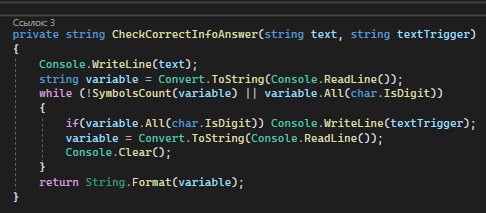 Ссылок: 3
private string CheckCorrectInfoAnswer(string text, string textTrigger)
{
Console.WriteLine(text);
string variable = Convert.ToString(Console.ReadLine());
while (!SymbolsCount(variable) || variable.All(char.IsDigit))
{
if(variable.All(char.IsDigit)) Console.WriteLine(textTrigger);
variable = Convert.ToString(Console.ReadLine());
Console.Clear();
}
return String.Format(variable);
}